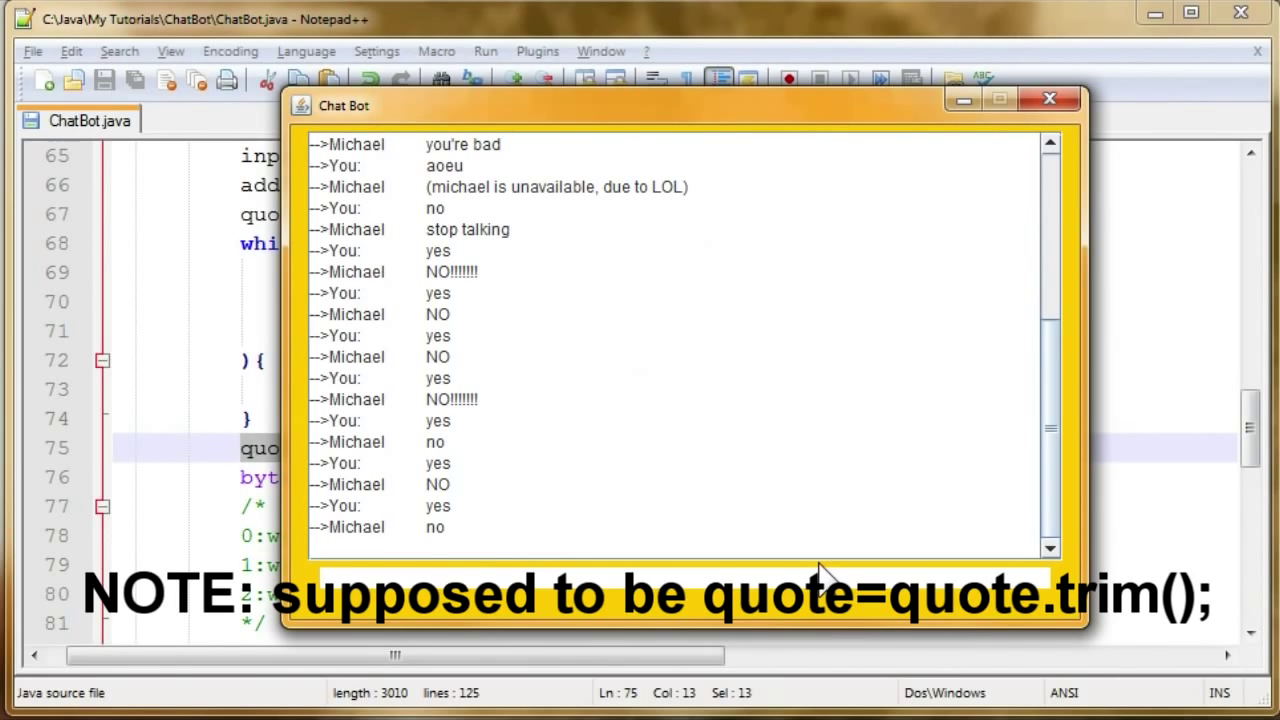 C:\Java\My Tutorials\ChatBot\ChatBot.java - Notepad++
File Edit Search View Encoding Language Settings Macro Run Plugins Window ? X
ChatBot.java
Chat Bot
65 inp
66 add
67 quo
68 whi
69
70
71
72 ){
73
74 }
75 quo
76 byt
77 /*
78 0:w
79 1:w
80 2:w
81 */
-->Michael you're bad
-->You: aoeu
-->Michael (michael is unavailable, due to LOL)
-->You: no
-->Michael stop talking
-->You: yes
-->Michael NO!!!!!!!
-->You: yes
-->Michael NO
-->You: yes
-->Michael NO
-->You: yes
-->Michael NO!!!!!!!
-->You: yes
-->Michael no
-->You: yes
-->Michael NO
-->You: yes
-->Michael no
NOTE: supposed to be quote=quote.trim();
Java source file length : 3010 lines : 125 Ln : 75 Col : 13 Sel : 13 Dos\Windows ANSI INS